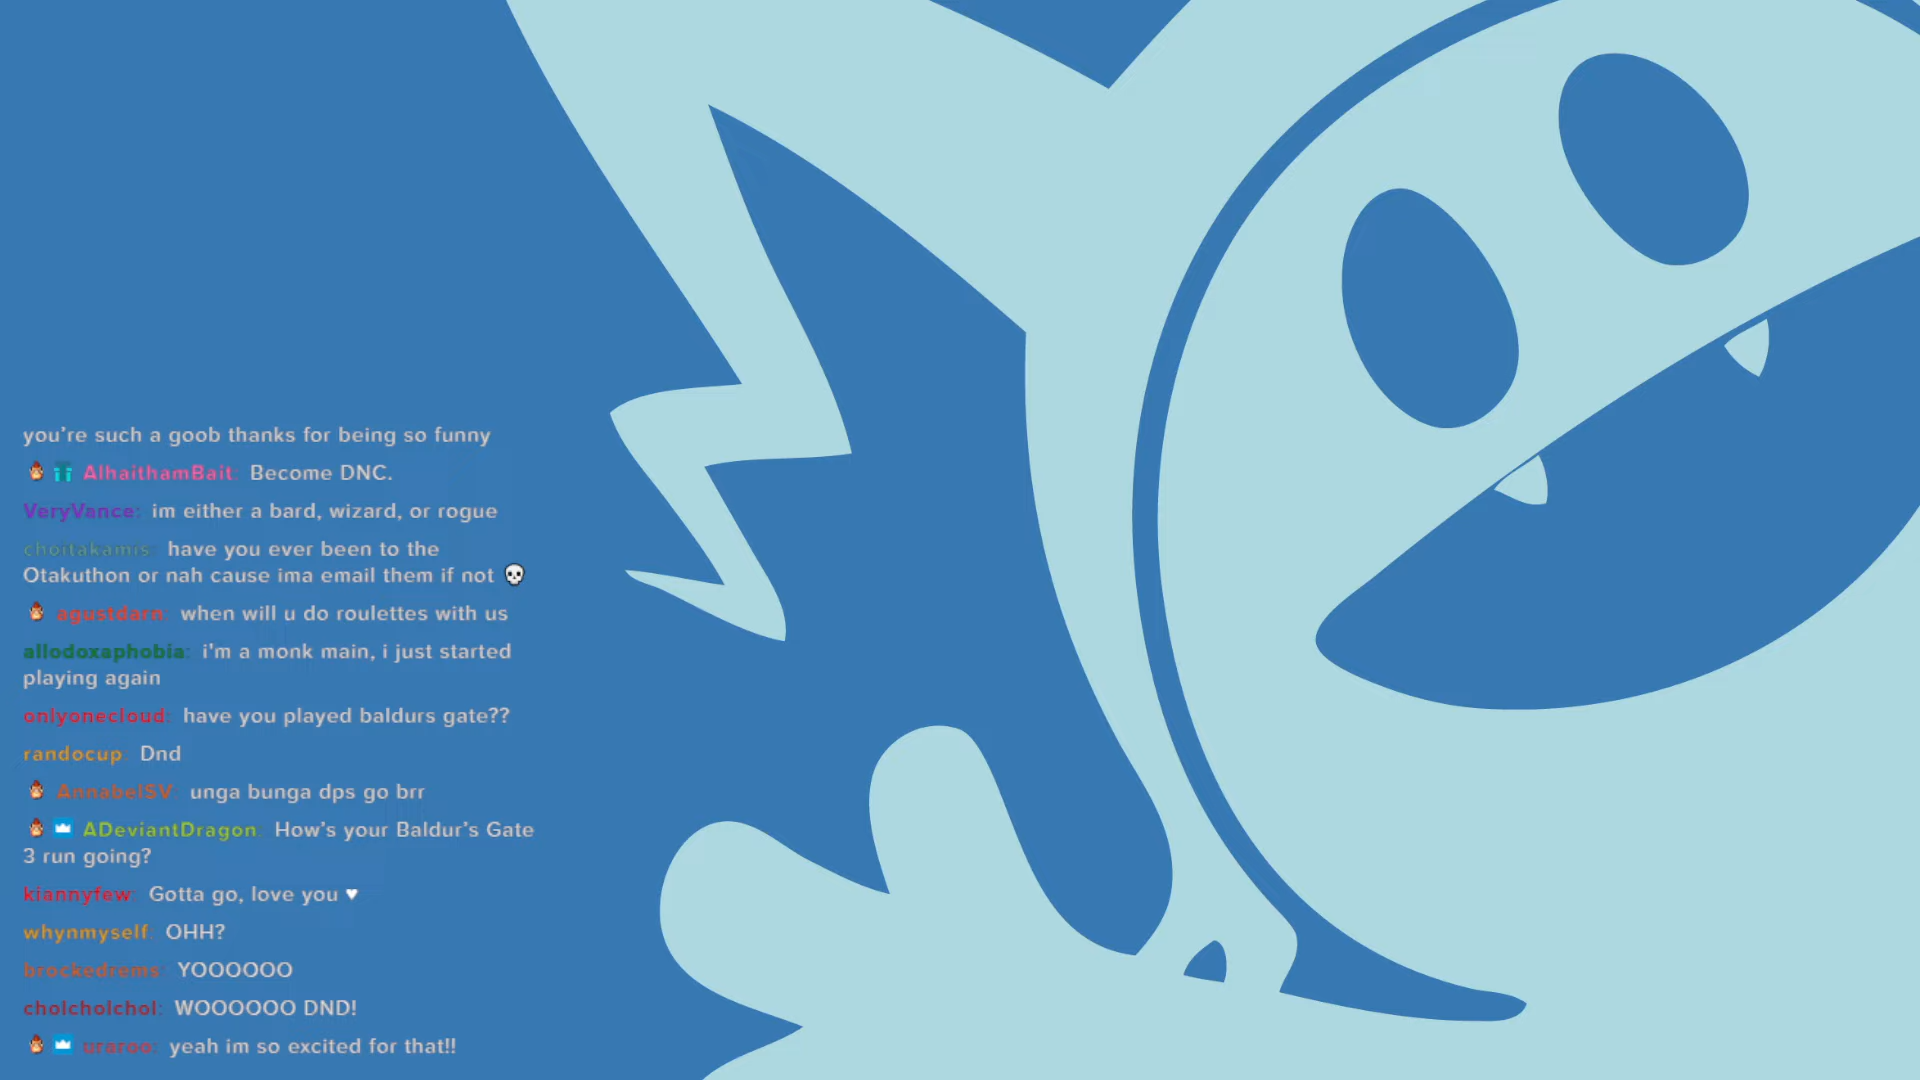 you're such a goob thanks for being so funny
AlhaithamBait: Become DNC.
VeryVance: im either a bard, wizard, or rogue
choitakamis: have you ever been to the
Otakuthon or nah cause ima email them if not 💀
agustdarn: when will u do roulettes with us
allodoxaphobia: i'm a monk main, i just started
playing again
onlyonecloud: have you played baldurs gate??
randocup: Dnd
AnnabelSV: unga bunga dps go brr
ADeviantDragon: How's your Baldur's Gate
3 run going?
kiannyfew: Gotta go, love you ♥
whynmyself: OHH?
brockedrems: YOOOOOO
cholcholchol: WOOOOOO DND!
uraroo: yeah im so excited for that!!